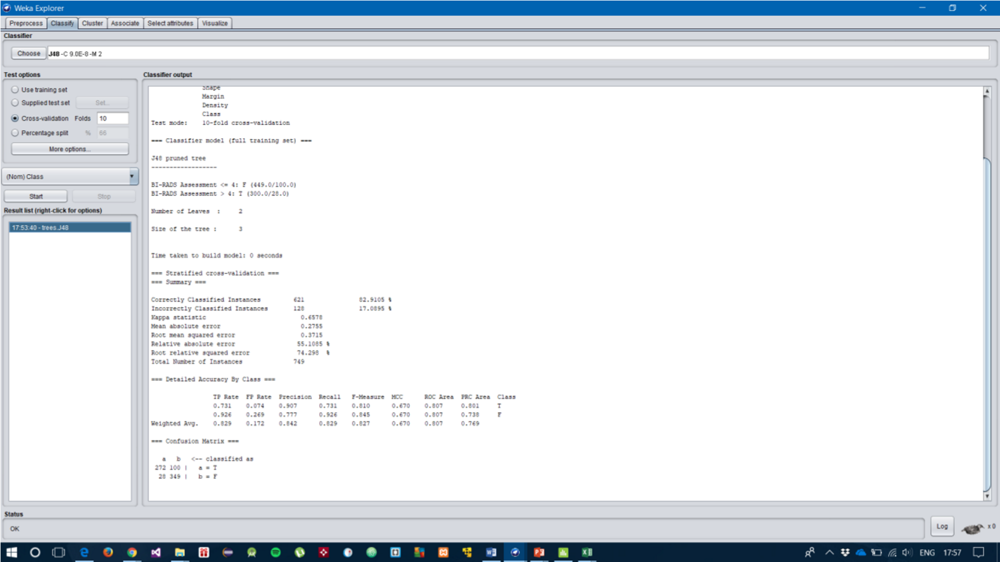 Weka Explorer
Preprocess Classify Cluster Associate Select attributes Visualize
Classifier
Choose J48 -C 9.0E-8 -M 2
Test options
Use training set
Supplied test set Set...
Cross-validation Folds 10
Percentage split % 66
More options...
(Nom) Class
Start Stop
Result list (right-click for options)
17:53:40 - trees.J48
Classifier output
Shape
Margin
Density
Class
Test mode: 10-fold cross-validation
=== Classifier model (full training set) ===
J48 pruned tree
------------------
BI-RADS Assessment <= 4: F (449.0/100.0)
BI-RADS Assessment > 4: T (300.0/28.0)
Number of Leaves : 2
Size of the tree : 3
Time taken to build model: 0 seconds
=== Stratified cross-validation ===
=== Summary ===
Correctly Classified Instances 621 82.9105 %
Incorrectly Classified Instances 128 17.0895 %
Kappa statistic 0.6578
Mean absolute error 0.2755
Root mean squared error 0.3715
Relative absolute error 55.1085 %
Root relative squared error 74.298 %
Total Number of Instances 749
=== Detailed Accuracy By Class ===
TP Rate FP Rate Precision Recall F-Measure MCC ROC Area PRC Area Class
0.731 0.074 0.907 0.731 0.810 0.670 0.807 0.801 T
0.926 0.269 0.777 0.926 0.845 0.670 0.807 0.738 F
Weighted Avg. 0.829 0.172 0.842 0.829 0.827 0.670 0.807 0.769
=== Confusion Matrix ===
a b <-- classified as
272 100 | a = T
28 349 | b = F
Status
OK
Log x 0
ENG 17:57